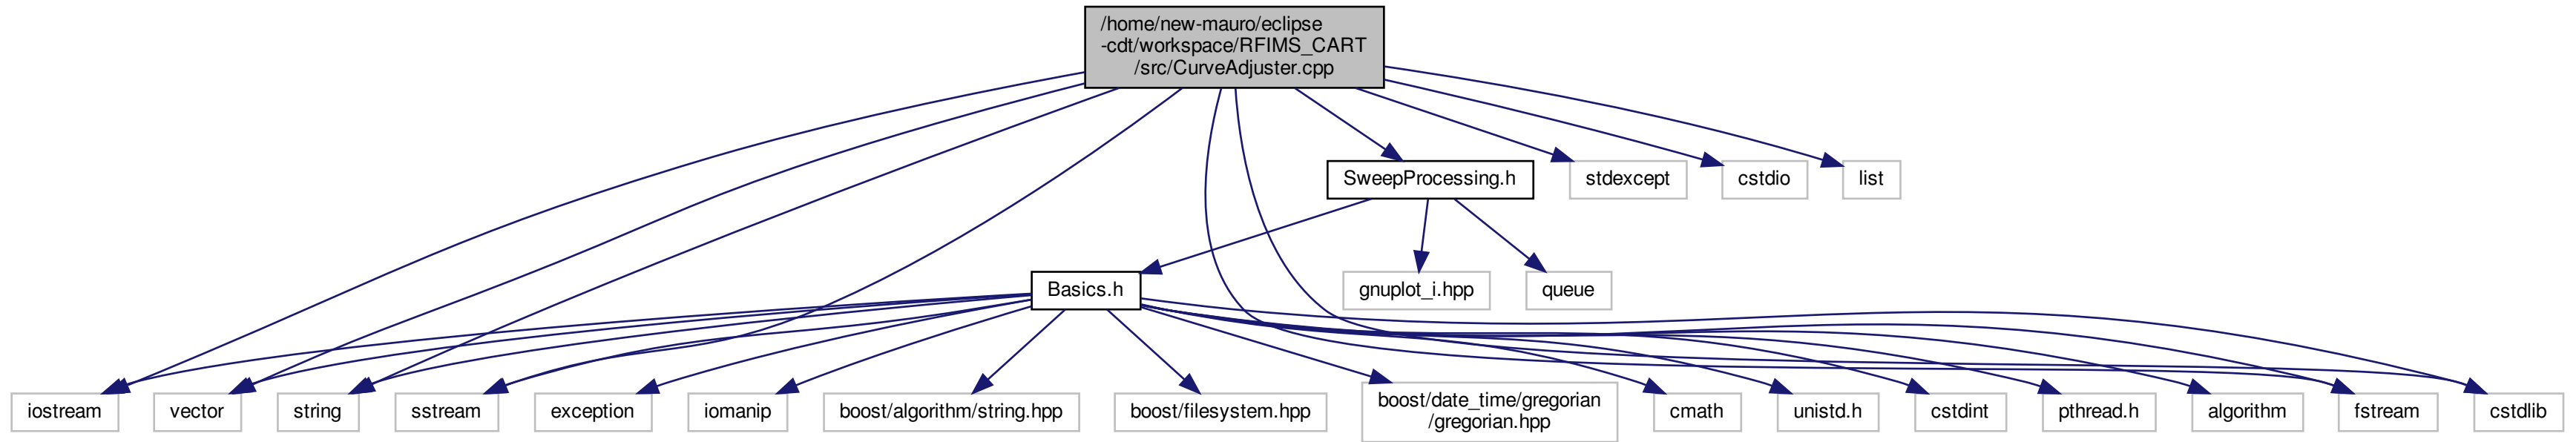 /home/new-mauro/eclipse
-cdt/workspace/RFIMS_CART
/src/CurveAdjuster.cpp
SweepProcessing.h
stdexcept
cstdio
list
Basics.h
gnuplot_i.hpp
queue
iostream
vector
string
sstream
exception
iomanip
boost/algorithm/string.hpp
boost/filesystem.hpp
boost/date_time/gregorian
/gregorian.hpp
cmath
unistd.h
cstdint
pthread.h
algorithm
fstream
cstdlib